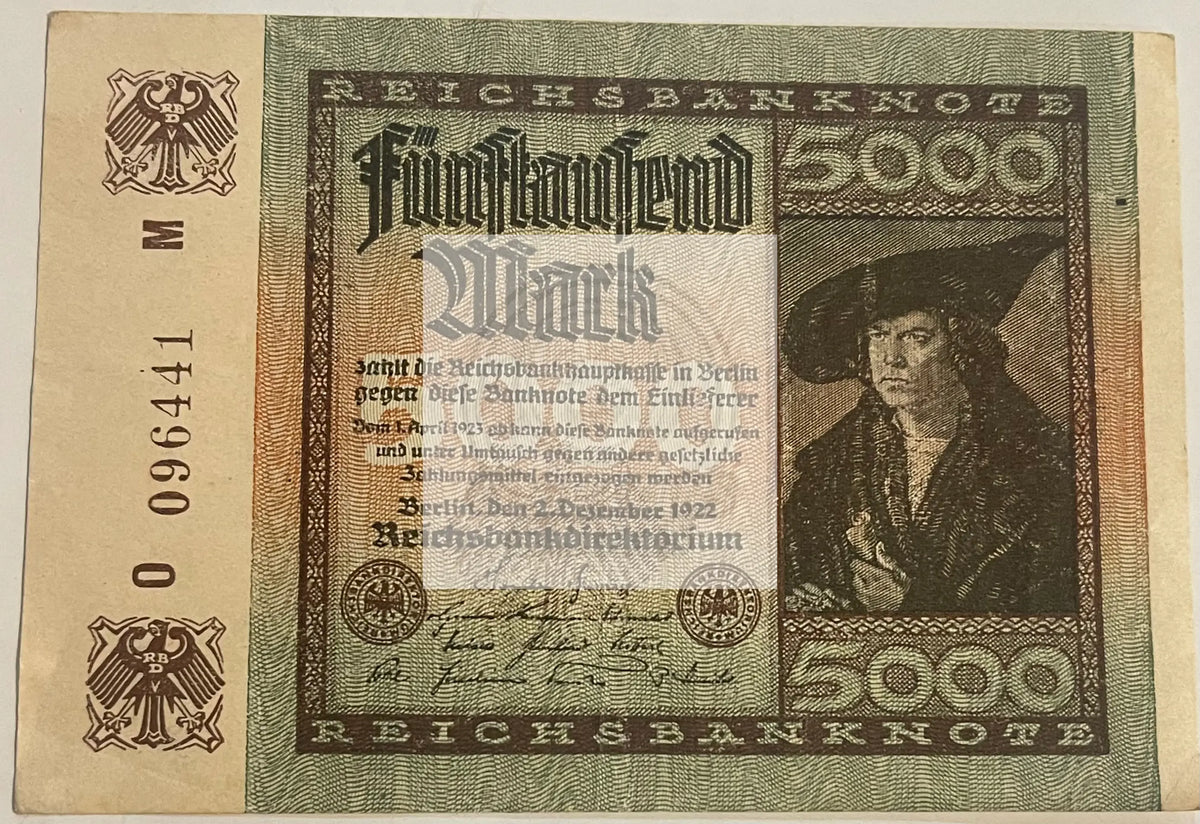 REICHSBANKNOTE
Fünftausend
5000
Mark
zahlt die Reichsbankhauptkasse in Berlin
gegen diese Banknote dem Einlieferer
Vom 1. April 1923 ab kann diese Banknote aufgerufen
und unter Umtausch gegen andere gesetzliche
Zahlungsmittel eingezogen werden
Berlin, den 2. Dezember 1922
Reichsbankdirektorium
5000
REICHSBANKNOTE
RBD
O 096441 M
RBD